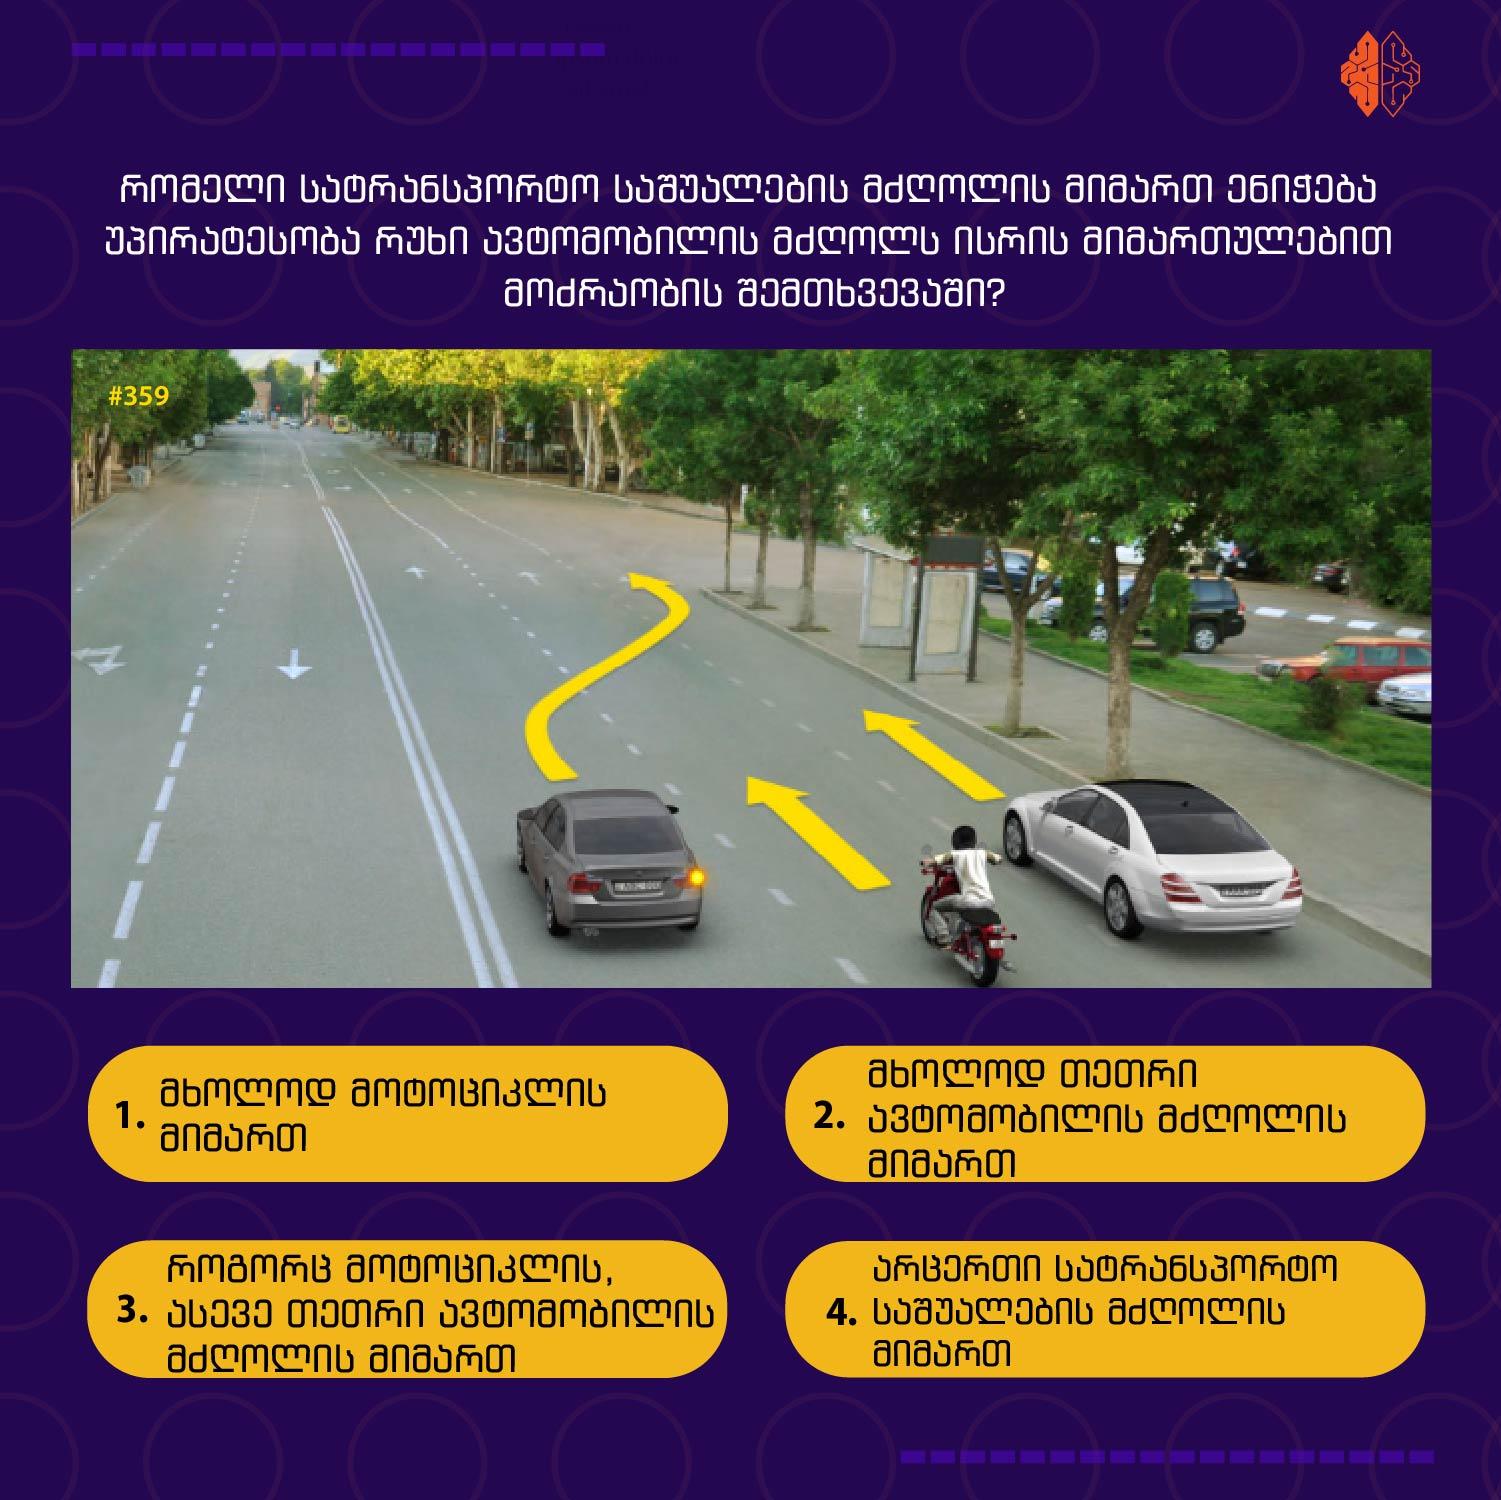 რომელი სატრანსპორტო საშუალების მძღოლის მიმართ ენიჭება
უპირატესობა რუხი ავტომობილის მძღოლს ისრის მიმართულებით
მოძრაობის შემთხვევაში?
#359
1. მხოლოდ მოტოციკლის
მიმართ
2. მხოლოდ თეთრი
ავტომობილის მძღოლის
მიმართ
3. როგორც მოტოციკლის,
ასევე თეთრი ავტომობილის
მძღოლის მიმართ
4. არცერთი სატრანსპორტო
საშუალების მძღოლის
მიმართ